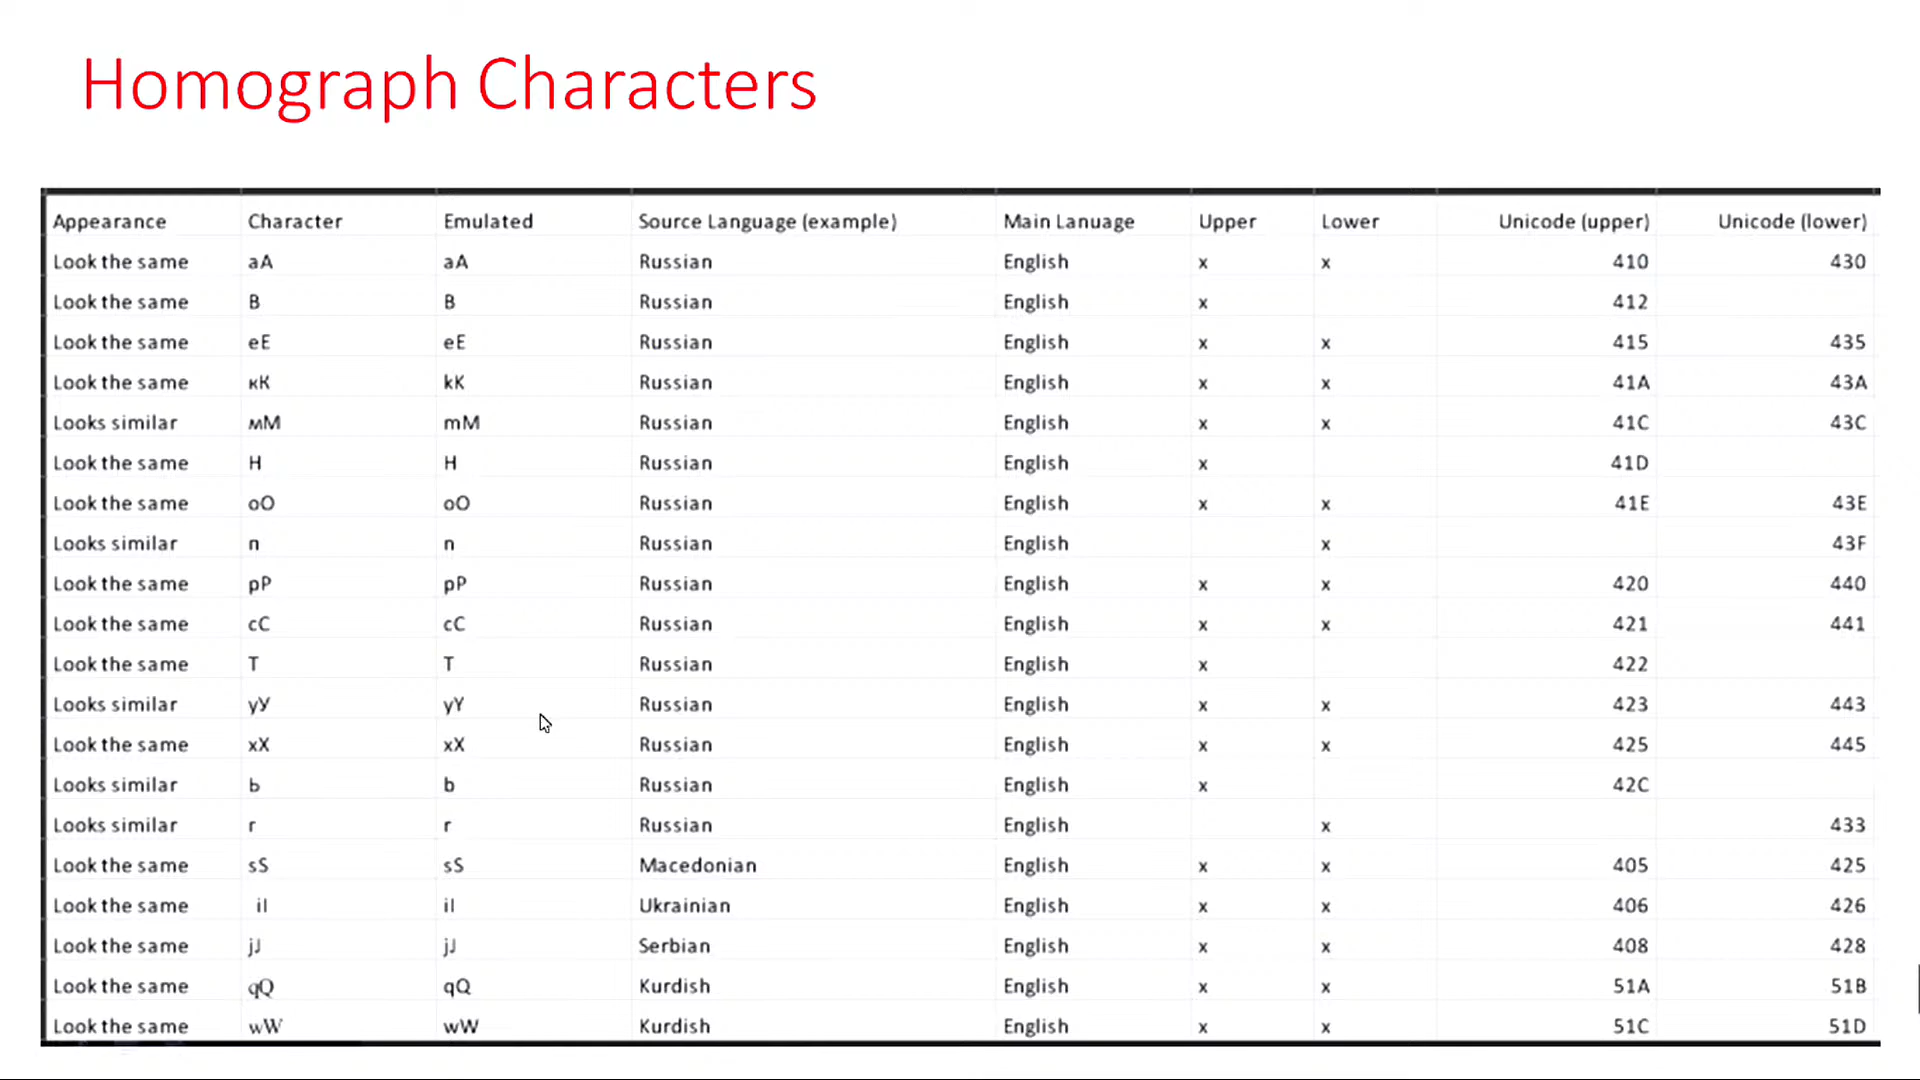 Homograph Characters
Appearance Character Emulated Source Language (example) Main Lanuage Upper Lower Unicode (upper) Unicode (lower)
Look the same аА aA Russian English x x 410 430
Look the same В B Russian English x 412
Look the same еЕ eE Russian English x x 415 435
Look the same кК kK Russian English x x 41A 43A
Looks similar мМ mM Russian English x x 41C 43C
Look the same Н H Russian English x 41D
Look the same оО oO Russian English x x 41E 43E
Looks similar п n Russian English x 43F
Look the same рР pP Russian English x x 420 440
Look the same сС cC Russian English x x 421 441
Look the same Т T Russian English x 422
Looks similar уУ yY Russian English x x 423 443
Look the same хХ xX Russian English x x 425 445
Looks similar Ь b Russian English x 42C
Looks similar г r Russian English x 433
Look the same ѕЅ sS Macedonian English x x 405 425
Look the same іІ iI Ukrainian English x x 406 426
Look the same јЈ jJ Serbian English x x 408 428
Look the same ԛԚ qQ Kurdish English x x 51A 51B
Look the same ԝԜ wW Kurdish English x x 51C 51D